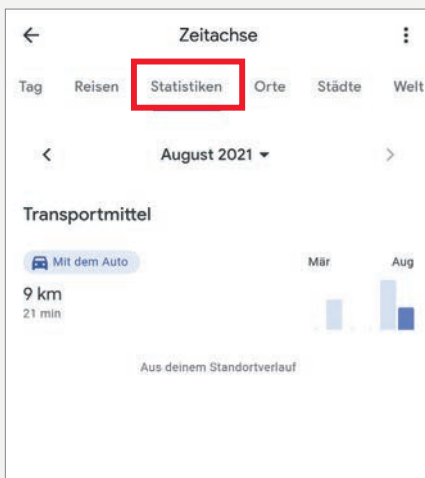 Zeitachse
Tag Reisen Statistiken Orte Städte Welt
August 2021
Transportmittel
Mit dem Auto Mär Aug
9 km
21 min
Aus deinem Standortverlauf